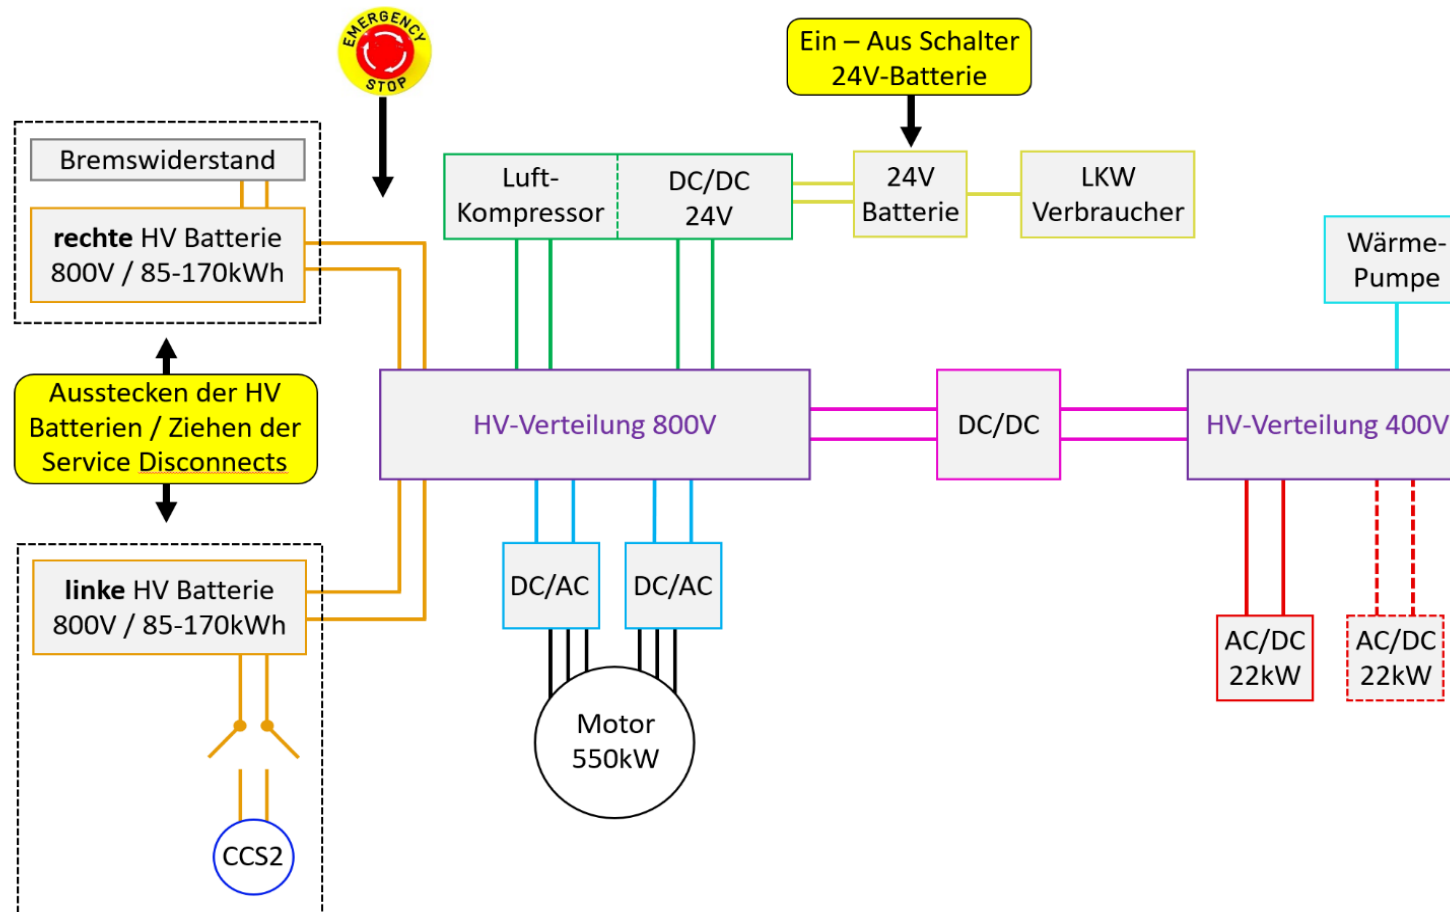 EMERGENCY
STOP
Ein – Aus Schalter
24V-Batterie
Bremswiderstand
rechte HV Batterie
800V / 85-170kWh
Luft-
Kompressor
DC/DC
24V
24V
Batterie
LKW
Verbraucher
Wärme-
Pumpe
Ausstecken der HV
Batterien / Ziehen der
Service Disconnects
HV-Verteilung 800V
DC/DC
HV-Verteilung 400V
linke HV Batterie
800V / 85-170kWh
DC/AC
DC/AC
AC/DC
22kW
AC/DC
22kW
Motor
550kW
CCS2